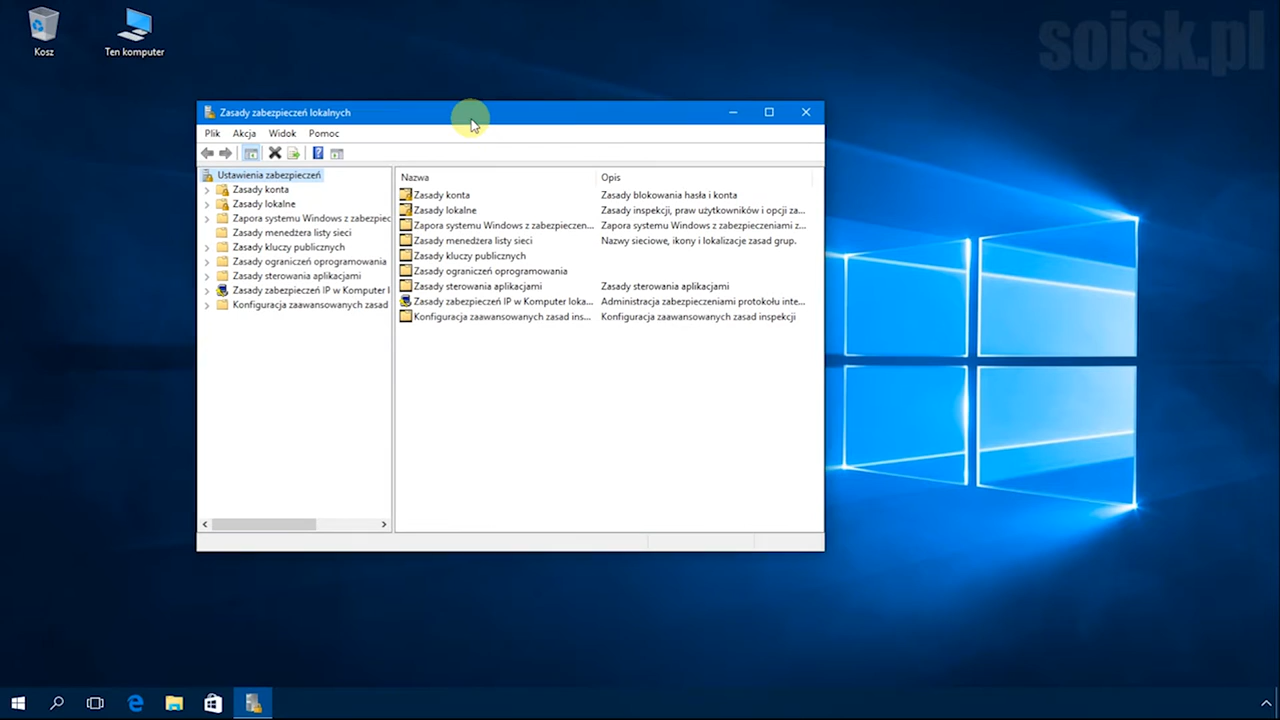 soisk.pl
Kosz
Ten komputer
Zasady zabezpieczeń lokalnych
Plik Akcja Widok Pomoc
Ustawienia zabezpieczeń
Zasady konta
Zasady lokalne
Zapora systemu Windows z zabezpiec
Zasady menedżera listy sieci
Zasady kluczy publicznych
Zasady ograniczeń oprogramowania
Zasady sterowania aplikacjami
Zasady zabezpieczeń IP w Komputer l
Konfiguracja zaawansowanych zasad
Nazwa Opis
Zasady konta Zasady blokowania hasła i konta
Zasady lokalne Zasady inspekcji, praw użytkowników i opcji za...
Zapora systemu Windows z zabezpieczen... Zapora systemu Windows z zabezpieczeniami z...
Zasady menedżera listy sieci Nazwy sieciowe, ikony i lokalizacje zasad grup.
Zasady kluczy publicznych
Zasady ograniczeń oprogramowania
Zasady sterowania aplikacjami Zasady sterowania aplikacjami
Zasady zabezpieczeń IP w Komputer loka... Administracja zabezpieczeniami protokołu inte...
Konfiguracja zaawansowanych zasad ins... Konfiguracja zaawansowanych zasad inspekcji